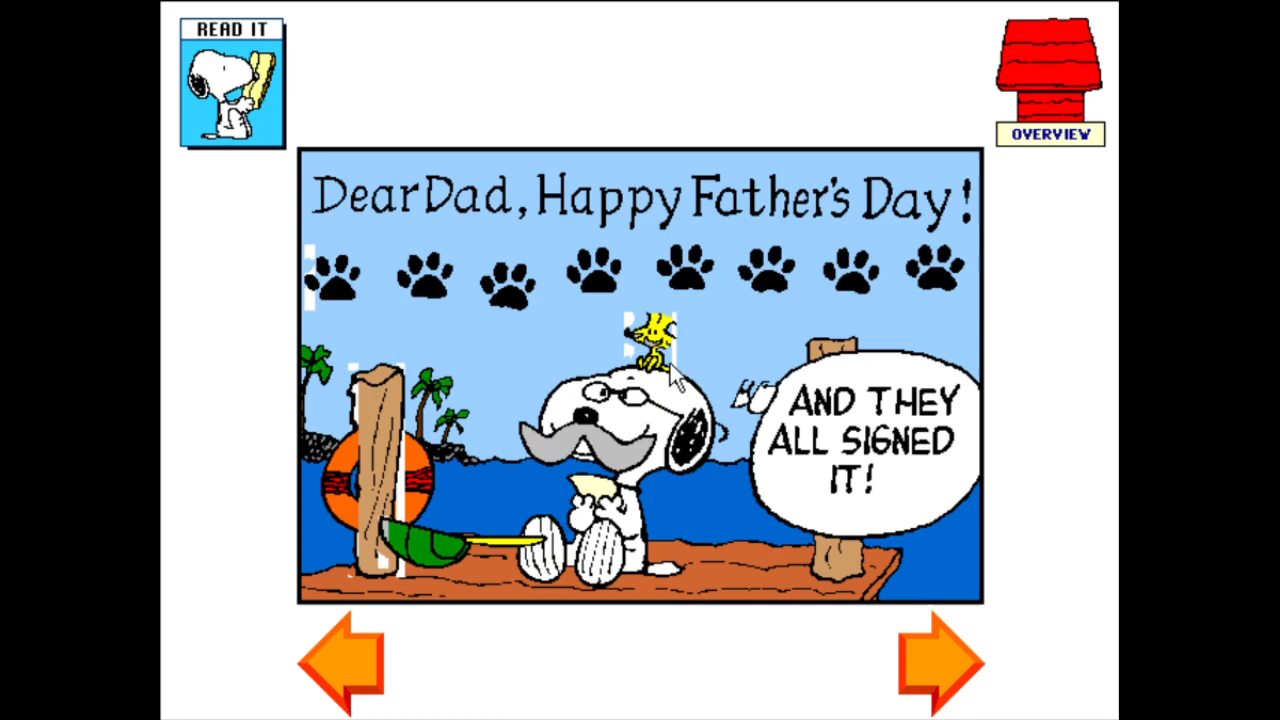 READ IT
OVERVIEW
Dear Dad, Happy Father's Day!
AND THEY
ALL SIGNED
IT!